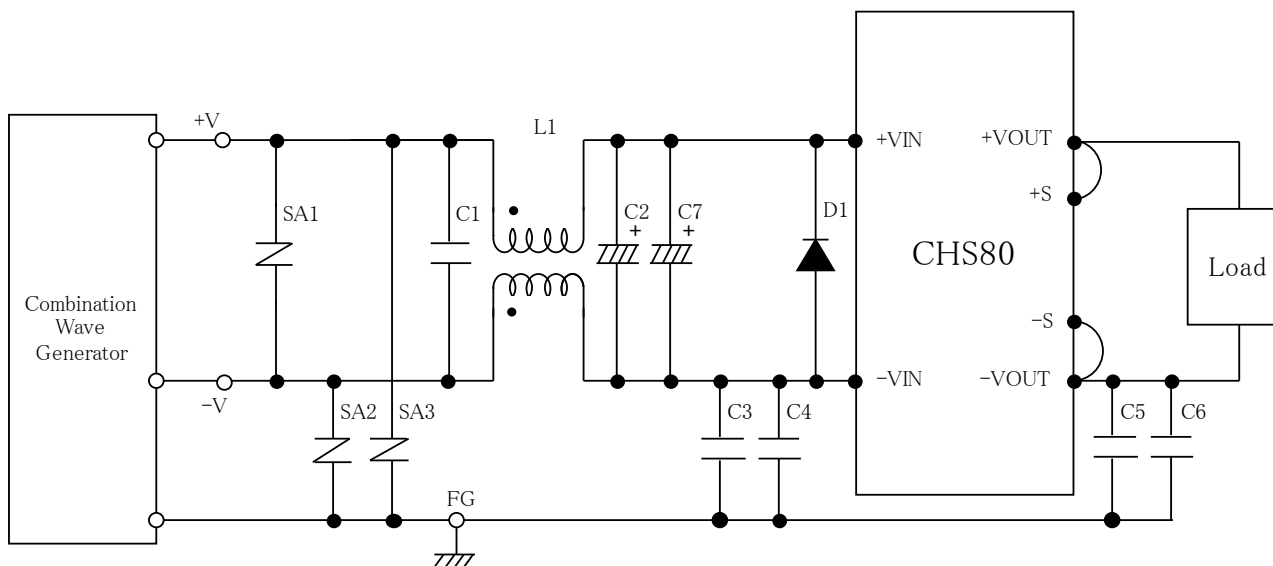 +V
L1
+VIN
+VOUT
+S
SA1
C1
C2
+
C7
+
D1
CHS80
Load
Combination
Wave
Generator
−S
−VIN
−VOUT
−V
SA2
SA3
C3
C4
C5
C6
FG